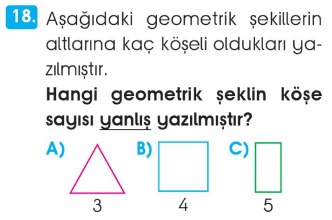 18. Aşağıdaki geometrik şekillerin
altlarına kaç köşeli oldukları ya-
zılmıştır.
Hangi geometrik şeklin köşe
sayısı yanlış yazılmıştır?
A) B) C)
3 4 5